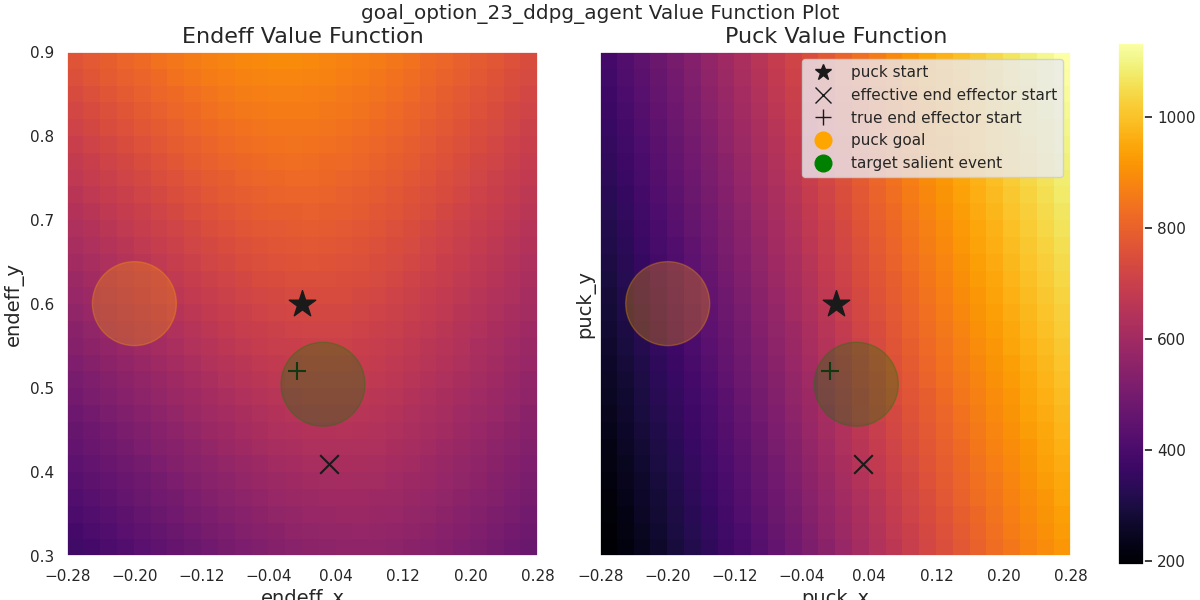 goal_option_23_ddpg_agent Value Function Plot
Endeff Value Function
Puck Value Function
0.9
0.8
0.7
0.6
0.5
0.4
0.3
endeff_y
−0.28 −0.20 −0.12 −0.04 0.04 0.12 0.20 0.28
endeff_x
puck_y
puck start
effective end effector start
true end effector start
puck goal
target salient event
−0.28 −0.20 −0.12 −0.04 0.04 0.12 0.20 0.28
puck_x
1000
800
600
400
200